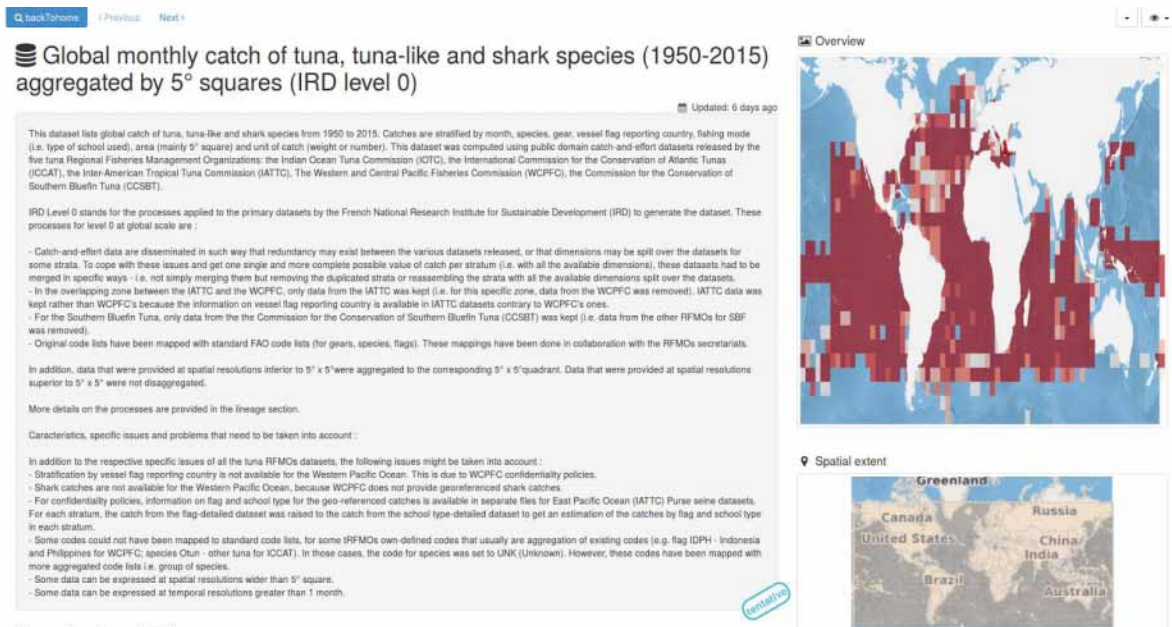 backTohome
‹ Previous
Next ›
Global monthly catch of tuna, tuna-like and shark species (1950-2015)
aggregated by 5° squares (IRD level 0)
Updated: 6 days ago
This dataset lists global catch of tuna, tuna-like and shark species from 1950 to 2015. Catches are stratified by month, species, gear, vessel flag reporting country, fishing mode
(i.e. type of school used), area (mainly 5° square) and unit of catch (weight or number). This dataset was computed using public domain catch-and-effort datasets released by the
five tuna Regional Fisheries Management Organizations: the Indian Ocean Tuna Commission (IOTC), the International Commission for the Conservation of Atlantic Tunas
(ICCAT), the Inter-American Tropical Tuna Commission (IATTC), The Western and Central Pacific Fisheries Commission (WCPFC), the Commission for the Conservation of
Southern Bluefin Tuna (CCSBT).
IRD Level 0 stands for the processes applied to the primary datasets by the French National Research Institute for Sustainable Development (IRD) to generate the dataset. These
processes for level 0 at global scale are :
- Catch-and-effort data are disseminated in such way that redundancy may exist between the various datasets released, or that dimensions may be spilt over the datasets for
some strata. To cope with these issues and get one single and more complete possible value of catch per stratum (i.e. with all the available dimensions), these datasets had to be
merged in specific ways - i.e. not simply merging them but removing the duplicated strata or reassembling the strata with all the available dimensions spilt over the datasets.
- In the overlapping zone between the IATTC and the WCPFC, only data from the IATTC was kept (i.e. for this specific zone, data from the WCPFC was removed). IATTC data was
kept rather than WCPFC's because the information on vessel flag reporting country is available in IATTC datasets contrary to WCPFC's ones.
- For the Southern Bluefin Tuna, only data from the the Commission for the Conservation of Southern Bluefin Tuna (CCSBT) was kept (i.e. data from the other RFMOs for SBF
was removed).
- Original code lists have been mapped with standard FAO code lists (for gears, species, flags). These mappings have been done in collaboration with the RFMOs secretariats.
In addition, data that were provided at spatial resolutions inferior to 5° x 5°were aggregated to the corresponding 5° x 5°quadrant. Data that were provided at spatial resolutions
superior to 5° x 5° were not disaggregated.
More details on the processes are provided in the lineage section.
Caracteristics, specific issues and problems that need to be taken into account :
In addition to the respective specific issues of all the tuna RFMOs datasets, the following issues might be taken into account :
- Stratification by vessel flag reporting country is not available for the Western Pacific Ocean. This is due to WCPFC confidentiality policies.
- Shark catches are not available for the Western Pacific Ocean, because WCPFC does not provide georeferenced shark catches.
- For confidentiality policies, information on flag and school type for the geo-referenced catches is available in separate files for East Pacific Ocean (IATTC) Purse seine datasets.
For each stratum, the catch from the flag-detailed dataset was raised to the catch from the school type-detailed dataset to get an estimation of the catches by flag and school type
in each stratum.
- Some codes could not have been mapped to standard code lists, for some tRFMOs own-defined codes that usually are aggregation of existing codes (e.g. flag IDPH - Indonesia
and Philippines for WCPFC; species Otun - other tuna for ICCAT). In those cases, the code for species was set to UNK (Unknown). However, these codes have been mapped with
more aggregated code lists i.e. group of species.
- Some data can be expressed at spatial resolutions wider than 5° square.
- Some data can be expressed at temporal resolutions greater than 1 month.
tentative
Overview
Spatial extent
Greenland
Canada
Russia
United States
China
India
Brazil
Australia